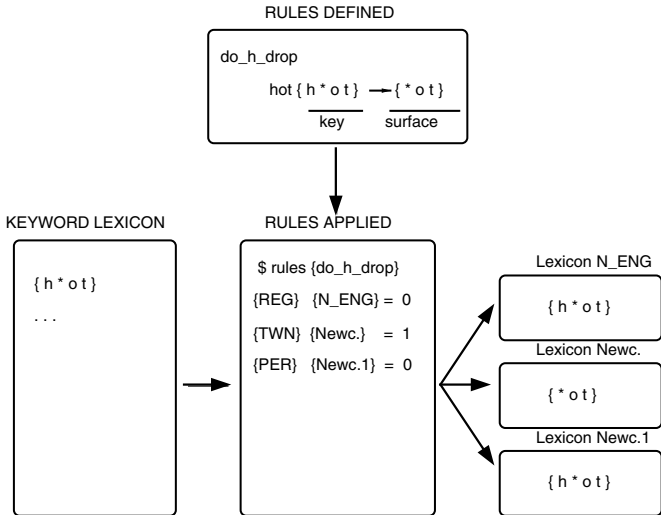 RULES DEFINED
do_h_drop
hot { h * o t } → { * o t }
key surface
KEYWORD LEXICON
{ h * o t }
. . .
RULES APPLIED
$ rules {do_h_drop}
{REG} {N_ENG} = 0
{TWN} {Newc.} = 1
{PER} {Newc.1} = 0
Lexicon N_ENG
{ h * o t }
Lexicon Newc.
{ * o t }
Lexicon Newc.1
{ h * o t }